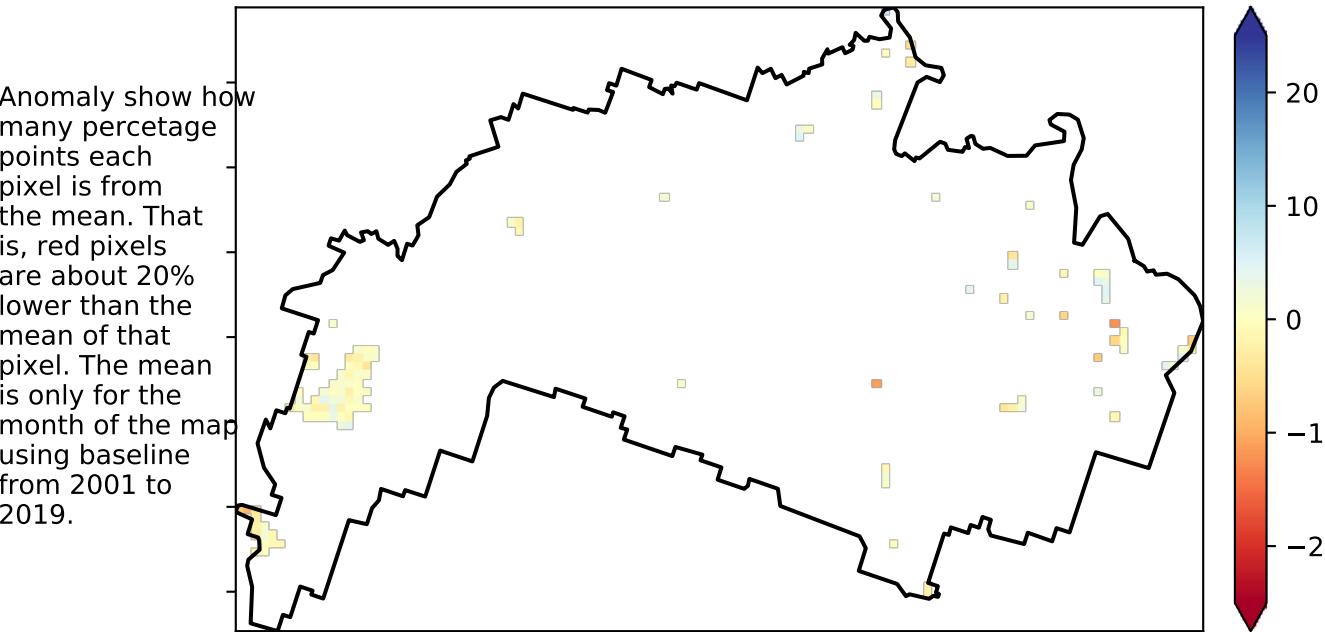 Anomaly show how
many percetage
points each
pixel is from
the mean. That
is, red pixels
are about 20%
lower than the
mean of that
pixel. The mean
is only for the
month of the map
using baseline
from 2001 to
2019.
20
10
0
−1
−2